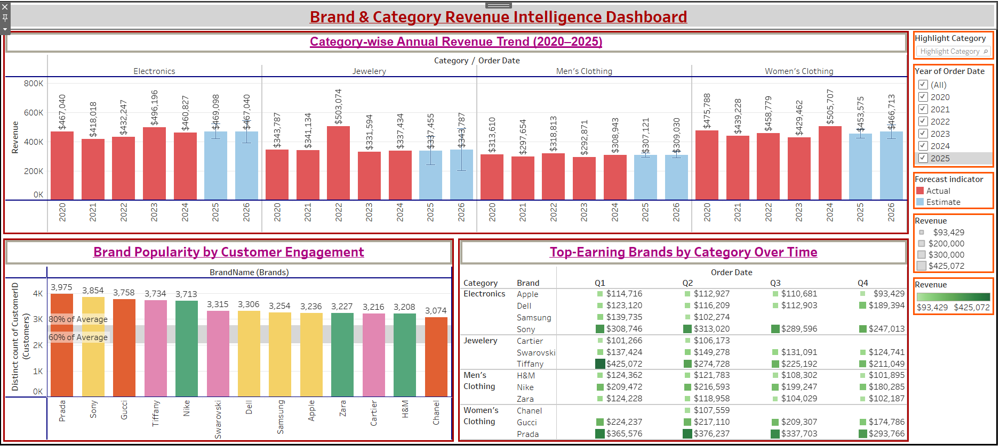 Brand & Category Revenue Intelligence Dashboard
Category-wise Annual Revenue Trend (2020–2025)
Category / Order Date
Electronics Jewelery Men's Clothing Women's Clothing
Revenue
800K
600K
400K
200K
0K
$467,040 $418,018 $432,247 $496,196 $460,827 $469,098 $467,040 $343,787 $341,134 $503,074 $331,594 $337,434 $337,455 $343,787 $313,610 $297,654 $318,813 $292,871 $308,943 $307,121 $309,030 $475,788 $439,228 $458,779 $429,462 $505,707 $453,575 $466,713
2020 2021 2022 2023 2024 2025 2026 2020 2021 2022 2023 2024 2025 2026 2020 2021 2022 2023 2024 2025 2026 2020 2021 2022 2023 2024 2025 2026
Highlight Category
Highlight Category
Year of Order Date
(All)
2020
2021
2022
2023
2024
2025
Forecast indicator
Actual
Estimate
Revenue
$93,429
$200,000
$300,000
$425,072
Revenue
$93,429 $425,072
Brand Popularity by Customer Engagement
BrandName (Brands)
Distinct count of CustomerID
(Customers)
4K
3K
2K
1K
0K
3,975 3,854 3,758 3,734 3,713 3,315 3,306 3,254 3,236 3,227 3,216 3,208 3,074
80% of Average
60% of Average
Prada Sony Gucci Tiffany Nike Swarovski Dell Samsung Apple Zara Cartier H&M Chanel
Top-Earning Brands by Category Over Time
Order Date
Category Brand Q1 Q2 Q3 Q4
Electronics Apple $114,716 $112,927 $110,681 $93,429
Dell $123,120 $116,209 $112,903 $189,394
Samsung $139,735 $102,274
Sony $308,746 $313,020 $289,596 $247,013
Jewelery Cartier $101,266 $106,173
Swarovski $137,424 $149,278 $131,091 $124,741
Tiffany $425,072 $274,728 $225,192 $211,049
Men's H&M $124,362 $121,783 $108,302 $101,895
Clothing Nike $209,472 $216,593 $199,247 $180,285
Zara $124,228 $118,958 $104,029 $102,187
Women's Chanel $107,559
Clothing Gucci $224,237 $217,110 $209,307 $174,786
Prada $365,576 $376,237 $337,703 $293,766